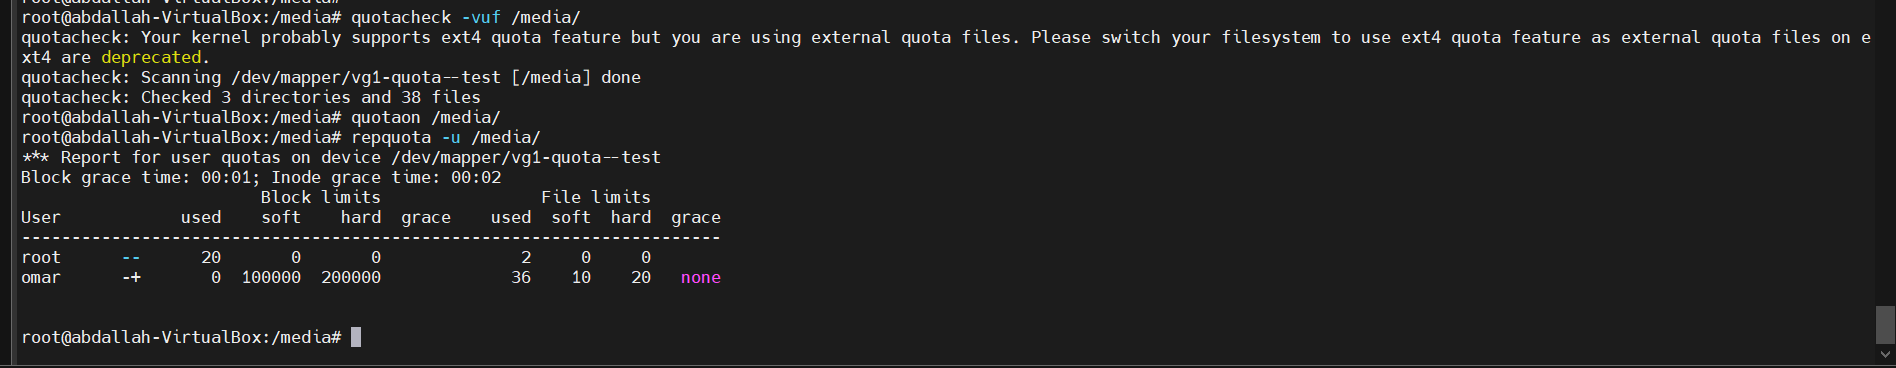 root@abdallah-VirtualBox:/media# quotacheck -vuf /media/
quotacheck: Your kernel probably supports ext4 quota feature but you are using external quota files. Please switch your filesystem to use ext4 quota feature as external quota files on e
xt4 are deprecated.
quotacheck: Scanning /dev/mapper/vg1-quota--test [/media] done
quotacheck: Checked 3 directories and 38 files
root@abdallah-VirtualBox:/media# quotaon /media/
root@abdallah-VirtualBox:/media# repquota -u /media/
*** Report for user quotas on device /dev/mapper/vg1-quota--test
Block grace time: 00:01; Inode grace time: 00:02
                        Block limits                File limits
User            used    soft    hard  grace    used  soft  hard  grace
----------------------------------------------------------------------
root      --      20       0       0              2     0     0
omar      -+       0  100000  200000             36    10    20   none
root@abdallah-VirtualBox:/media#